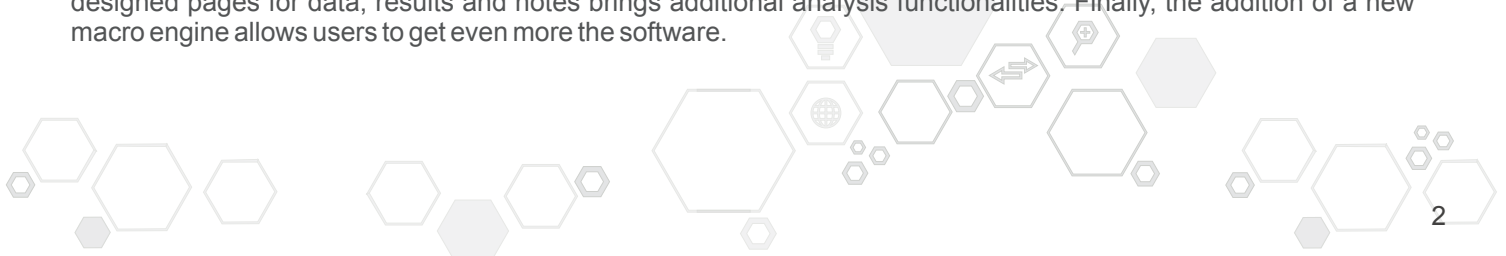 designed pages for data, results and notes brings additional analysis functionalities. Finally, the addition of a new
macro engine allows users to get even more the software.
2